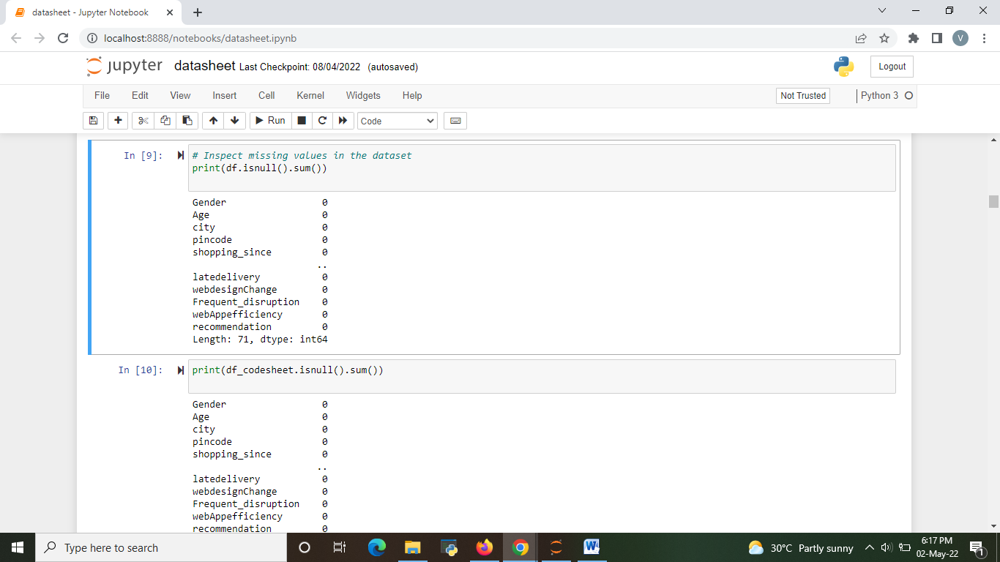 datasheet - Jupyter Notebook
localhost:8888/notebooks/datasheet.ipynb
V
jupyter datasheet Last Checkpoint: 08/04/2022 (autosaved)
Logout
File Edit View Insert Cell Kernel Widgets Help
Not Trusted
Python 3
Run
Code
In [9]:
# Inspect missing values in the dataset
print(df.isnull().sum())
Gender 0
Age 0
city 0
pincode 0
shopping_since 0
..
latedelivery 0
webdesignChange 0
Frequent_disruption 0
webAppefficiency 0
recommendation 0
Length: 71, dtype: int64
In [10]:
print(df_codesheet.isnull().sum())
Gender 0
Age 0
city 0
pincode 0
shopping_since 0
..
latedelivery 0
webdesignChange 0
Frequent_disruption 0
webAppefficiency 0
recommendation 0
Type here to search
W
30°C Partly sunny
6:17 PM
02-May-22
1